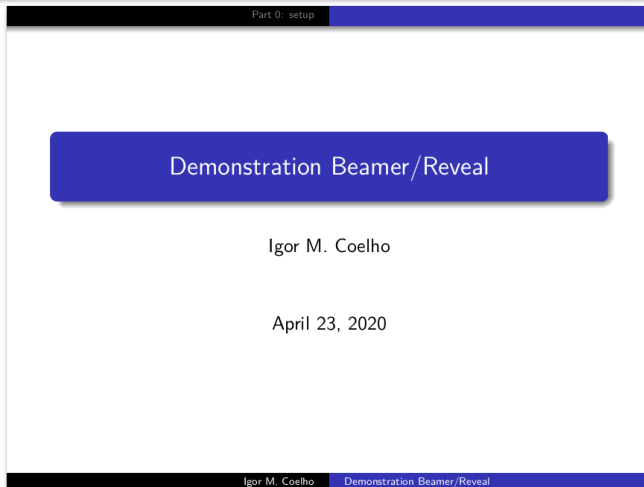 Part 0: setup
Demonstration Beamer/Reveal
Igor M. Coelho
April 23, 2020
Igor M. Coelho Demonstration Beamer/Reveal